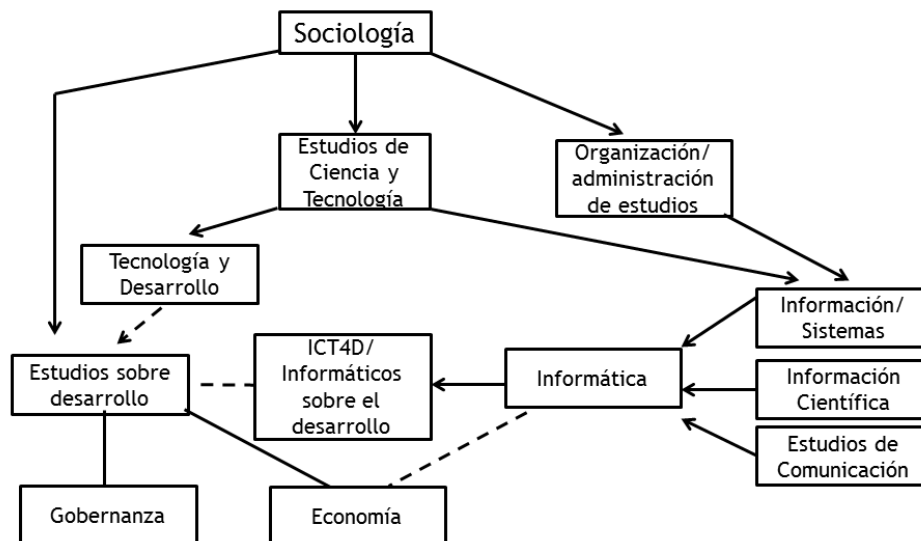 Sociología
Estudios de
Ciencia y
Tecnología
Organización/
administración
de estudios
Tecnología y
Desarrollo
Información/
Sistemas
ICT4D/
Informáticos
sobre el
desarrollo
Estudios sobre
desarrollo
Informática
Información
Científica
Estudios de
Comunicación
Gobernanza
Economía